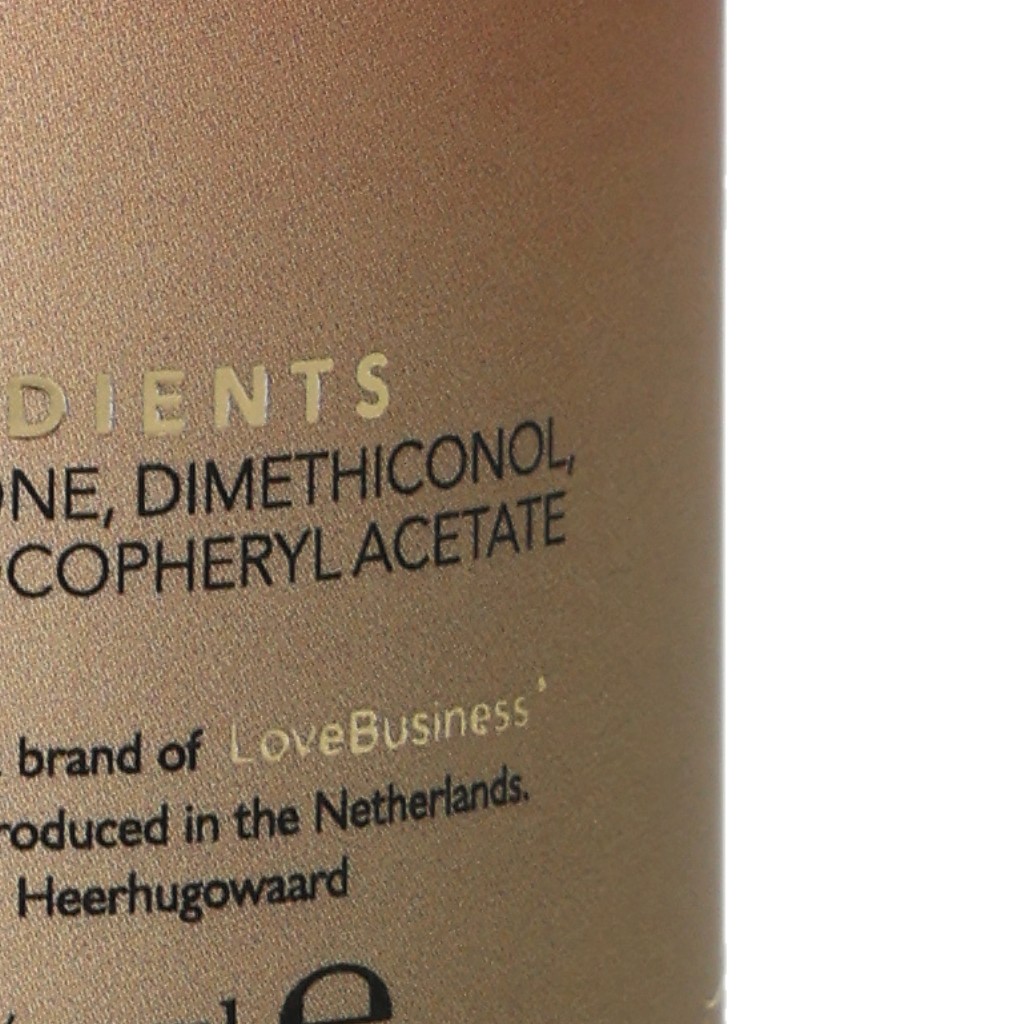 DIENTS
ONE, DIMETHICONOL,
COPHERYL ACETATE
brand of LoveBusiness
roduced in the Netherlands.
Heerhugowaard
e